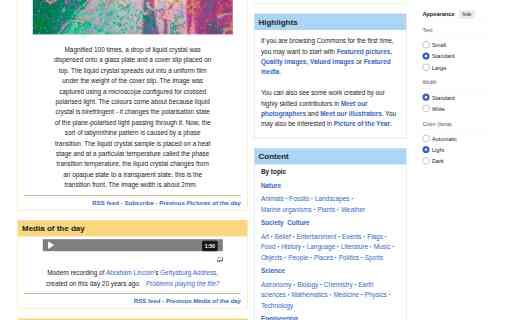 Magnified 100 times, a drop of liquid crystal was
dispensed onto a glass plate and a cover slip placed on
top. The liquid crystal spreads out into a uniform film
under the weight of the cover slip. The image was
captured using a microscope configured for crossed
polarised light. The colours come about because liquid
crystal is birefringent - it changes the polarisation state
of the plane-polarised light passing through it. Now, the
sort of labyrinthine pattern is caused by a phase
transition. The liquid crystal sample is placed on a heat
stage and at a particular temperature called the phase
transition temperature, the liquid crystal changes from
an opaque state to a transparent state, this is the
transition front. The image width is about 2mm.
RSS feed - Subscribe - Previous Pictures of the day
Media of the day
1:50
Modern recording of Abraham Lincoln's Gettysburg Address,
created on this day 20 years ago. Problems playing the file?
RSS feed - Previous Media of the day
Highlights
If you are browsing Commons for the first time,
you may want to start with Featured pictures,
Quality images, Valued images or Featured
media.
You can also see some work created by our
highly skilled contributors in Meet our
photographers and Meet our illustrators. You
may also be interested in Picture of the Year.
Content
By topic
Nature
Animals · Fossils · Landscapes ·
Marine organisms · Plants · Weather
Society Culture
Art · Belief · Entertainment · Events · Flags ·
Food · History · Language · Literature · Music ·
Objects · People · Places · Politics · Sports
Science
Astronomy · Biology · Chemistry · Earth
sciences · Mathematics · Medicine · Physics ·
Technology
Engineering
Appearance hide
Text
Small
Standard
Large
Width
Standard
Wide
Color (beta)
Automatic
Light
Dark